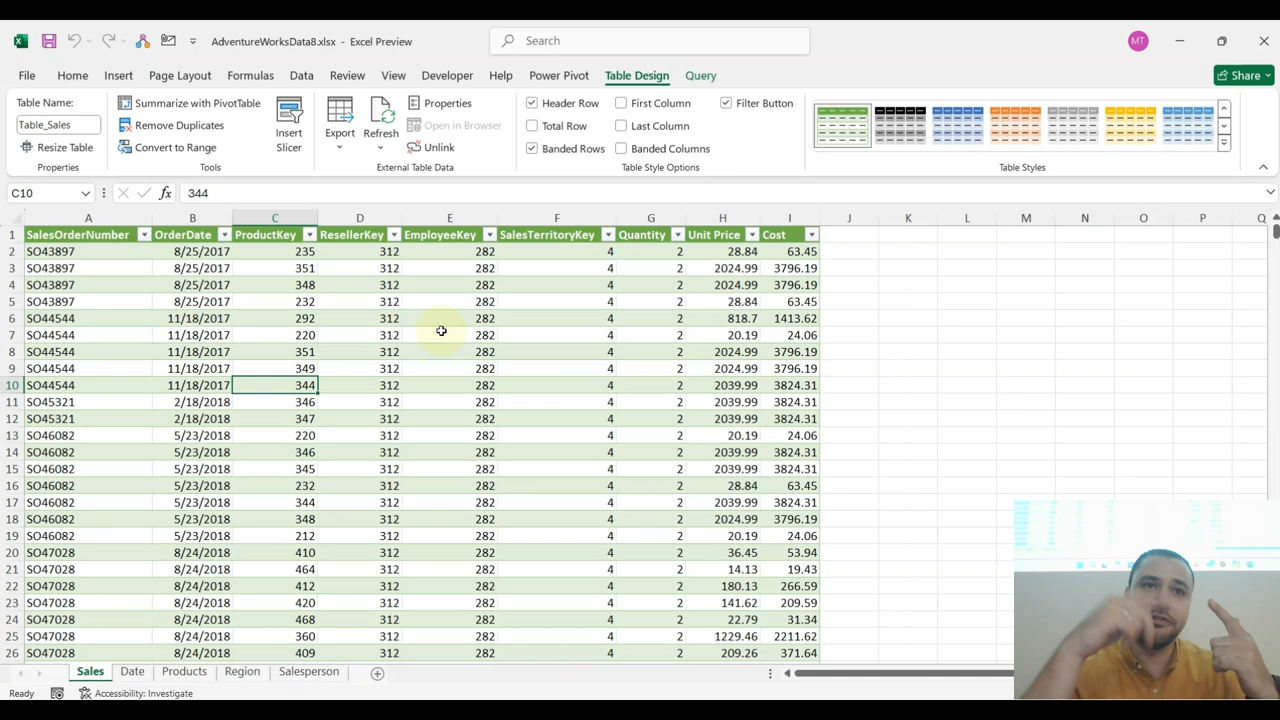 AdventureWorksData8.xlsx - Excel Preview
Search
MT
File Home Insert Page Layout Formulas Data Review View Developer Help Power Pivot Table Design Query
Share
Table Name:
Table_Sales
Resize Table
Properties
Summarize with PivotTable
Remove Duplicates
Convert to Range
Tools
Insert
Slicer
Export
Refresh
Properties
Open in Browser
Unlink
External Table Data
Header Row First Column Filter Button
Total Row Last Column
Banded Rows Banded Columns
Table Style Options
Table Styles
C10 fx 344
A B C D E F G H I J K L M N O P Q
1 SalesOrderNumber OrderDate ProductKey ResellerKey EmployeeKey SalesTerritoryKey Quantity Unit Price Cost
2 SO43897 8/25/2017 235 312 282 4 2 28.84 63.45
3 SO43897 8/25/2017 351 312 282 4 2 2024.99 3796.19
4 SO43897 8/25/2017 348 312 282 4 2 2024.99 3796.19
5 SO43897 8/25/2017 232 312 282 4 2 28.84 63.45
6 SO44544 11/18/2017 292 312 282 4 2 818.7 1413.62
7 SO44544 11/18/2017 220 312 282 4 2 20.19 24.06
8 SO44544 11/18/2017 351 312 282 4 2 2024.99 3796.19
9 SO44544 11/18/2017 349 312 282 4 2 2024.99 3796.19
10 SO44544 11/18/2017 344 312 282 4 2 2039.99 3824.31
11 SO45321 2/18/2018 346 312 282 4 2 2039.99 3824.31
12 SO45321 2/18/2018 347 312 282 4 2 2039.99 3824.31
13 SO46082 5/23/2018 220 312 282 4 2 20.19 24.06
14 SO46082 5/23/2018 346 312 282 4 2 2039.99 3824.31
15 SO46082 5/23/2018 345 312 282 4 2 2039.99 3824.31
16 SO46082 5/23/2018 232 312 282 4 2 28.84 63.45
17 SO46082 5/23/2018 344 312 282 4 2 2039.99 3824.31
18 SO46082 5/23/2018 348 312 282 4 2 2024.99 3796.19
19 SO46082 5/23/2018 212 312 282 4 2 20.19 24.06
20 SO47028 8/24/2018 410 312 282 4 2 36.45 53.94
21 SO47028 8/24/2018 464 312 282 4 2 14.13 19.43
22 SO47028 8/24/2018 412 312 282 4 2 180.13 266.59
23 SO47028 8/24/2018 420 312 282 4 2 141.62 209.59
24 SO47028 8/24/2018 468 312 282 4 2 22.79 31.34
25 SO47028 8/24/2018 360 312 282 4 2 1229.46 2211.62
26 SO47028 8/24/2018 409 312 282 4 2 209.26 371.64
Sales Date Products Region Salesperson
Ready Accessibility: Investigate